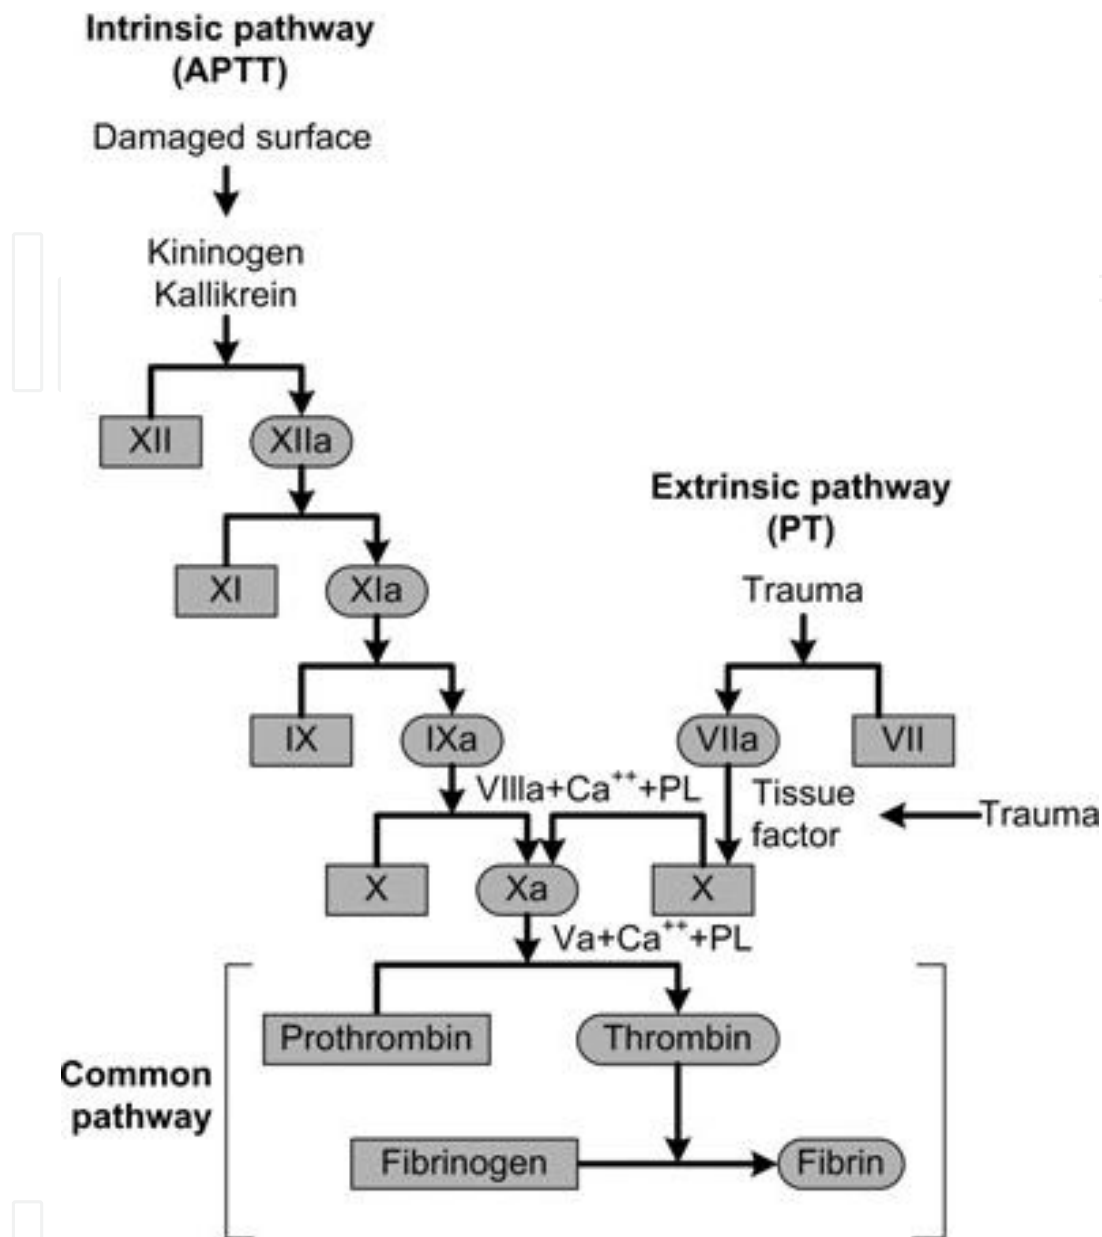 Intrinsic pathway
(APTT)
Damaged surface
Kininogen
Kallikrein
XII
XIIa
Extrinsic pathway
(PT)
XI
XIa
Trauma
IX
IXa
VIIa
VII
VIIIa+Ca⁺⁺+PL
Tissue
factor
Trauma
X
Xa
X
Va+Ca⁺⁺+PL
Prothrombin
Thrombin
Common
pathway
Fibrinogen
Fibrin